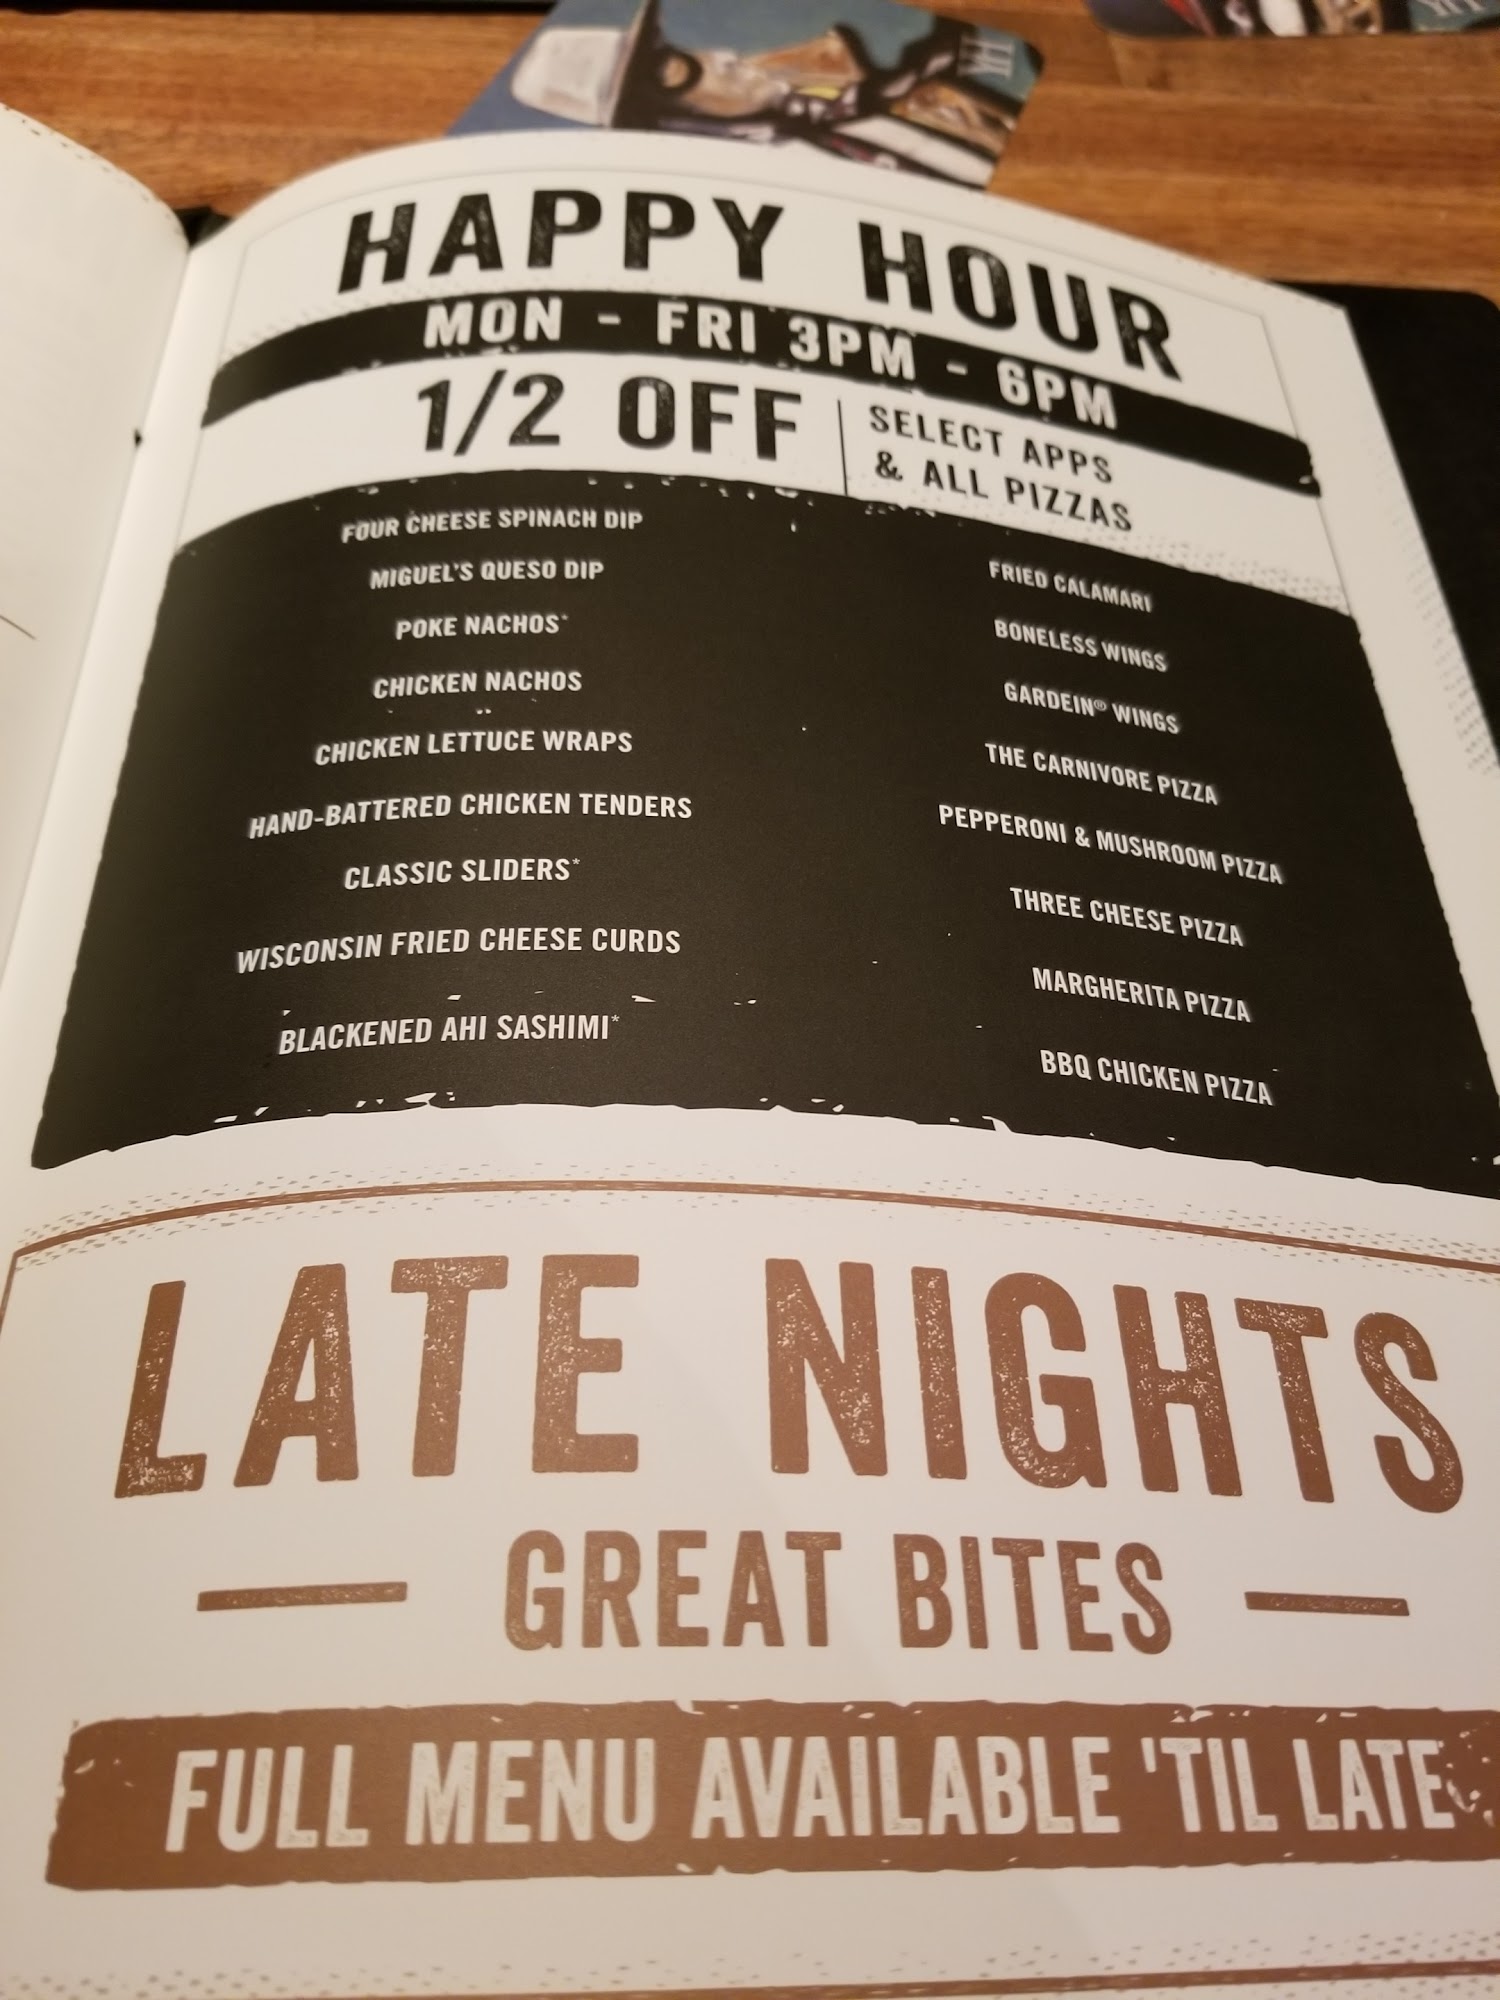 YH
HAPPY HOUR
MON - FRI 3PM - 6PM
1/2 OFF
SELECT APPS
& ALL PIZZAS
FOUR CHEESE SPINACH DIP
MIGUEL'S QUESO DIP
POKE NACHOS*
CHICKEN NACHOS
CHICKEN LETTUCE WRAPS
HAND-BATTERED CHICKEN TENDERS
CLASSIC SLIDERS*
WISCONSIN FRIED CHEESE CURDS
BLACKENED AHI SASHIMI*
FRIED CALAMARI
BONELESS WINGS
GARDEIN® WINGS
THE CARNIVORE PIZZA
PEPPERONI & MUSHROOM PIZZA
THREE CHEESE PIZZA
MARGHERITA PIZZA
BBQ CHICKEN PIZZA
LATE NIGHTS
GREAT BITES
FULL MENU AVAILABLE 'TIL LATE